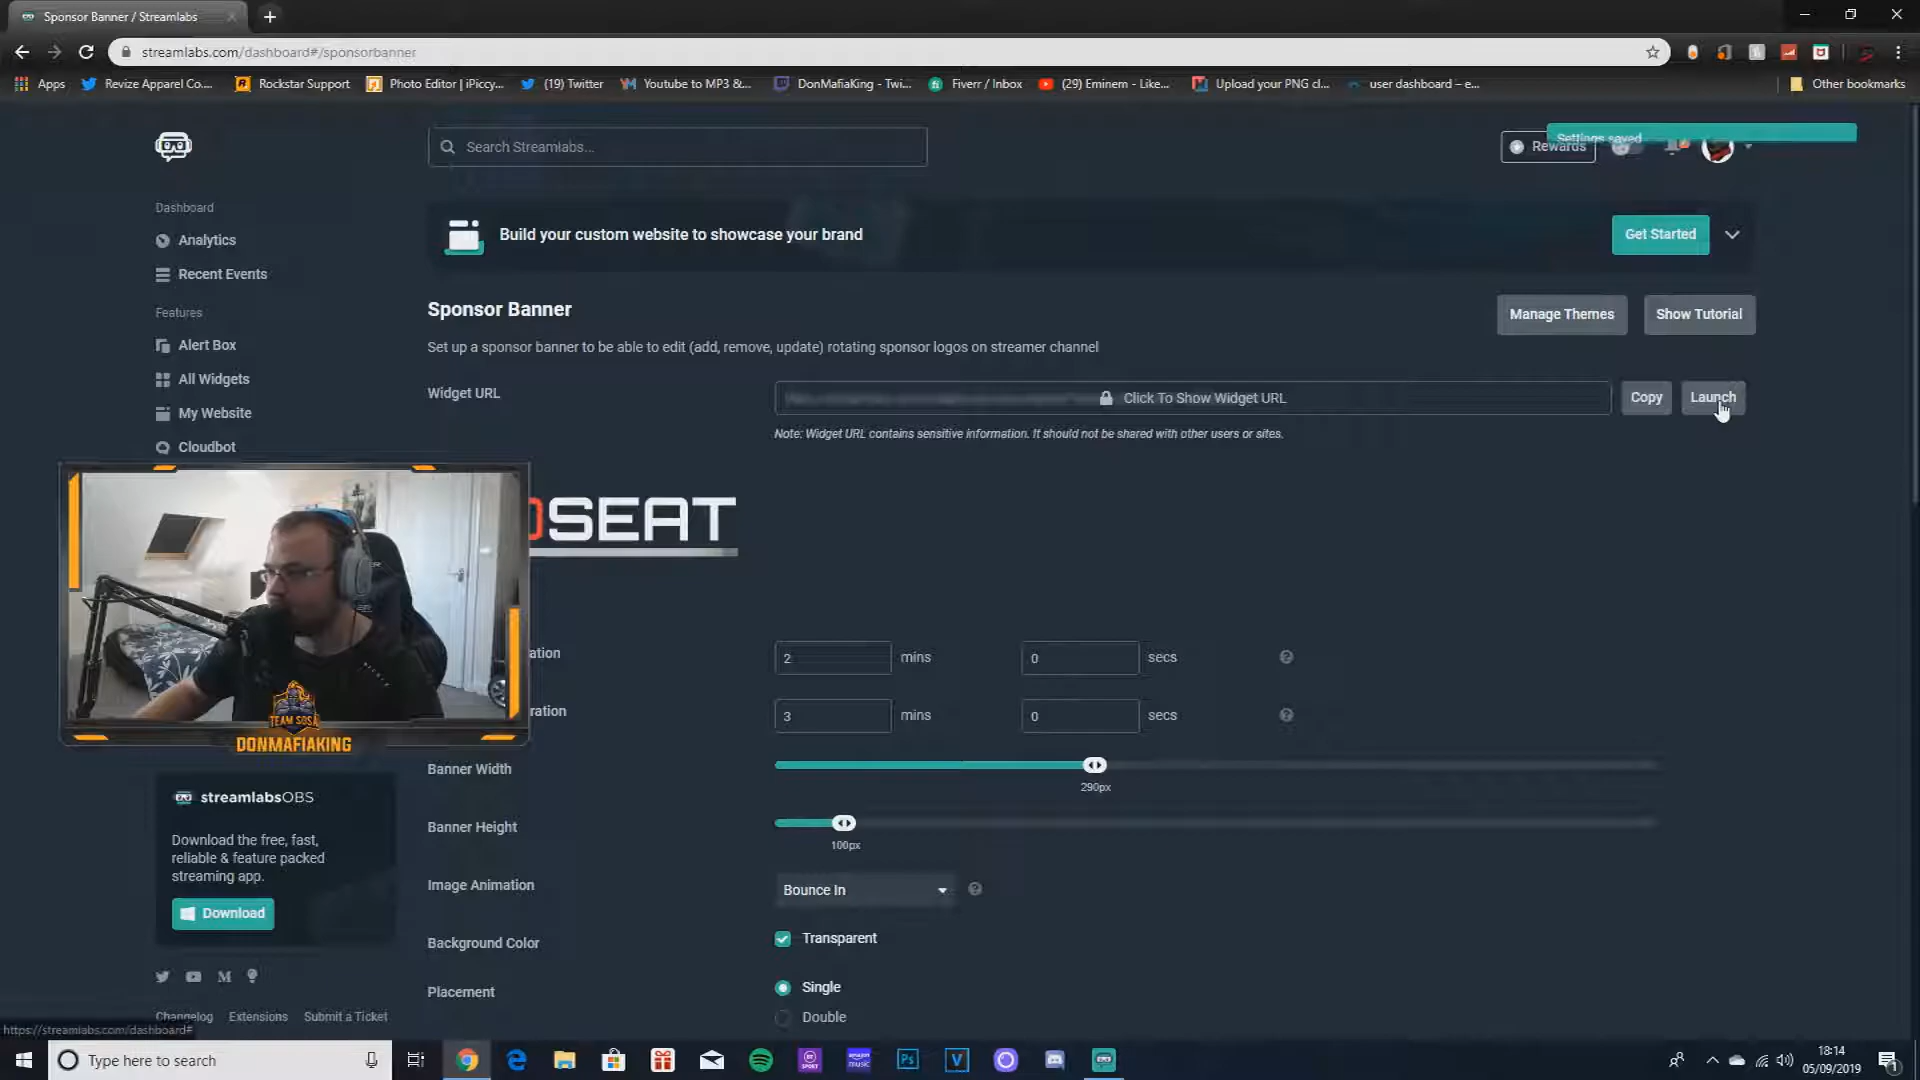 Sponsor Banner / Streamlabs
streamlabs.com/dashboard#/sponsorbanner
Apps
Revize Apparel Co....
Rockstar Support
Photo Editor | iPiccy...
(19) Twitter
Youtube to MP3 &...
DonMafiaKing - Twi...
Fiverr / Inbox
(29) Eminem - Like...
Upload your PNG cl...
user dashboard – e...
Other bookmarks
Search Streamlabs...
Settings saved
Rewards
Dashboard
Analytics
Recent Events
Features
Alert Box
All Widgets
My Website
Cloudbot
Build your custom website to showcase your brand
Get Started
Sponsor Banner
Manage Themes
Show Tutorial
Set up a sponsor banner to be able to edit (add, remove, update) rotating sponsor logos on streamer channel
Widget URL
Click To Show Widget URL
Copy
Launch
Note: Widget URL contains sensitive information. It should not be shared with other users or sites.
SEAT
ation
2 mins
0 secs
ration
3 mins
0 secs
TEAM SOSA
DONMAFIAKING
Banner Width
290px
Banner Height
100px
Image Animation
Bounce In
Background Color
Transparent
Placement
Single
Double
streamlabsOBS
Download the free, fast,
reliable & feature packed
streaming app.
Download
Changelog
Extensions
Submit a Ticket
https://streamlabs.com/dashboard#
Type here to search
18:14
05/09/2019